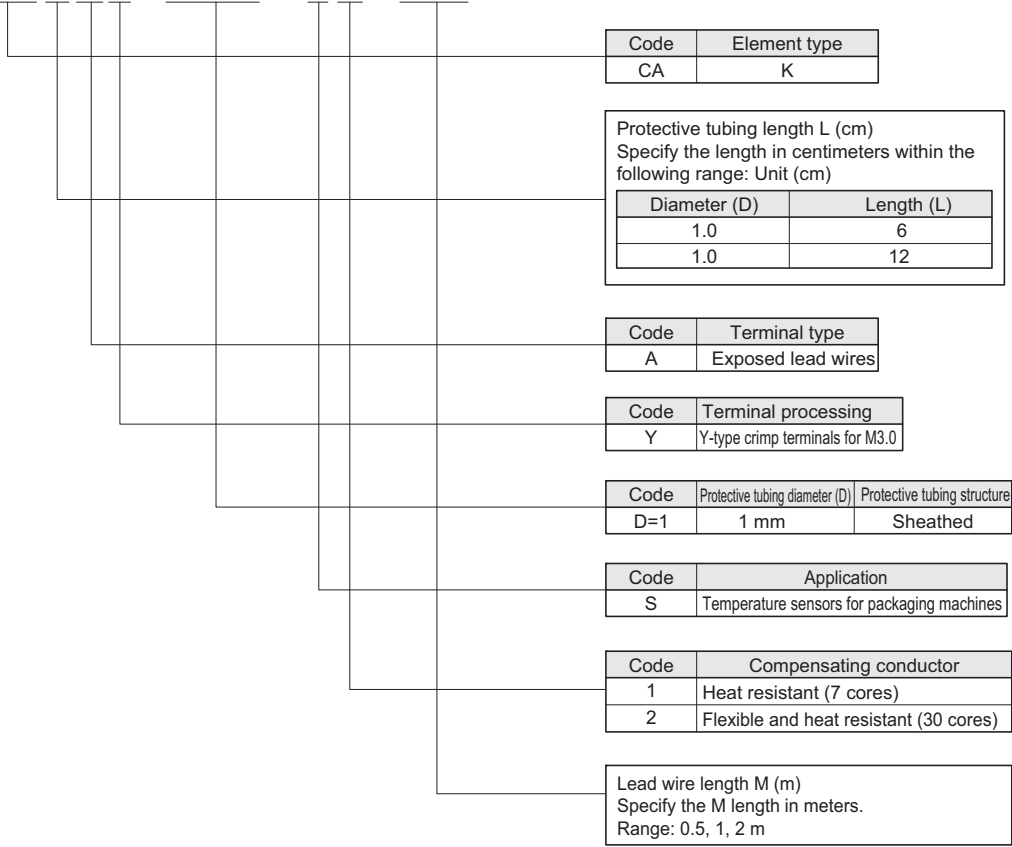 Code Element type
CA K
Protective tubing length L (cm)
Specify the length in centimeters within the
following range: Unit (cm)
Diameter (D) Length (L)
1.0 6
1.0 12
Code Terminal type
A Exposed lead wires
Code Terminal processing
Y Y-type crimp terminals for M3.0
Code Protective tubing diameter (D) Protective tubing structure
D=1 1 mm Sheathed
Code Application
S Temperature sensors for packaging machines
Code Compensating conductor
1 Heat resistant (7 cores)
2 Flexible and heat resistant (30 cores)
Lead wire length M (m)
Specify the M length in meters.
Range: 0.5, 1, 2 m